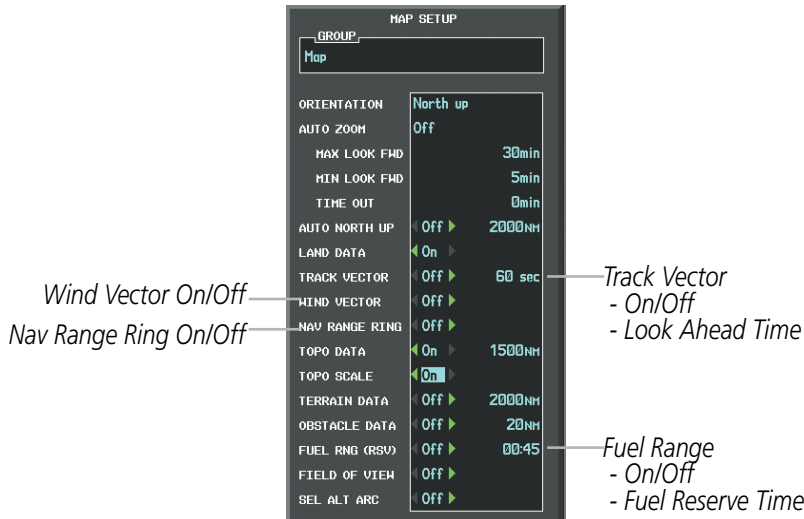 MAP SETUP
GROUP
Map
ORIENTATION North up
AUTO ZOOM Off
MAX LOOK FWD 30min
MIN LOOK FWD 5min
TIME OUT 0min
AUTO NORTH UP Off 2000NM
LAND DATA On
TRACK VECTOR Off 60 sec
WIND VECTOR Off
NAV RANGE RING Off
TOPO DATA On 1500NM
TOPO SCALE On
TERRAIN DATA Off 2000NM
OBSTACLE DATA Off 20NM
FUEL RNG (RSV) Off 00:45
FIELD OF VIEW Off
SEL ALT ARC Off
Wind Vector On/Off
Nav Range Ring On/Off
Track Vector
- On/Off
- Look Ahead Time
Fuel Range
- On/Off
- Fuel Reserve Time